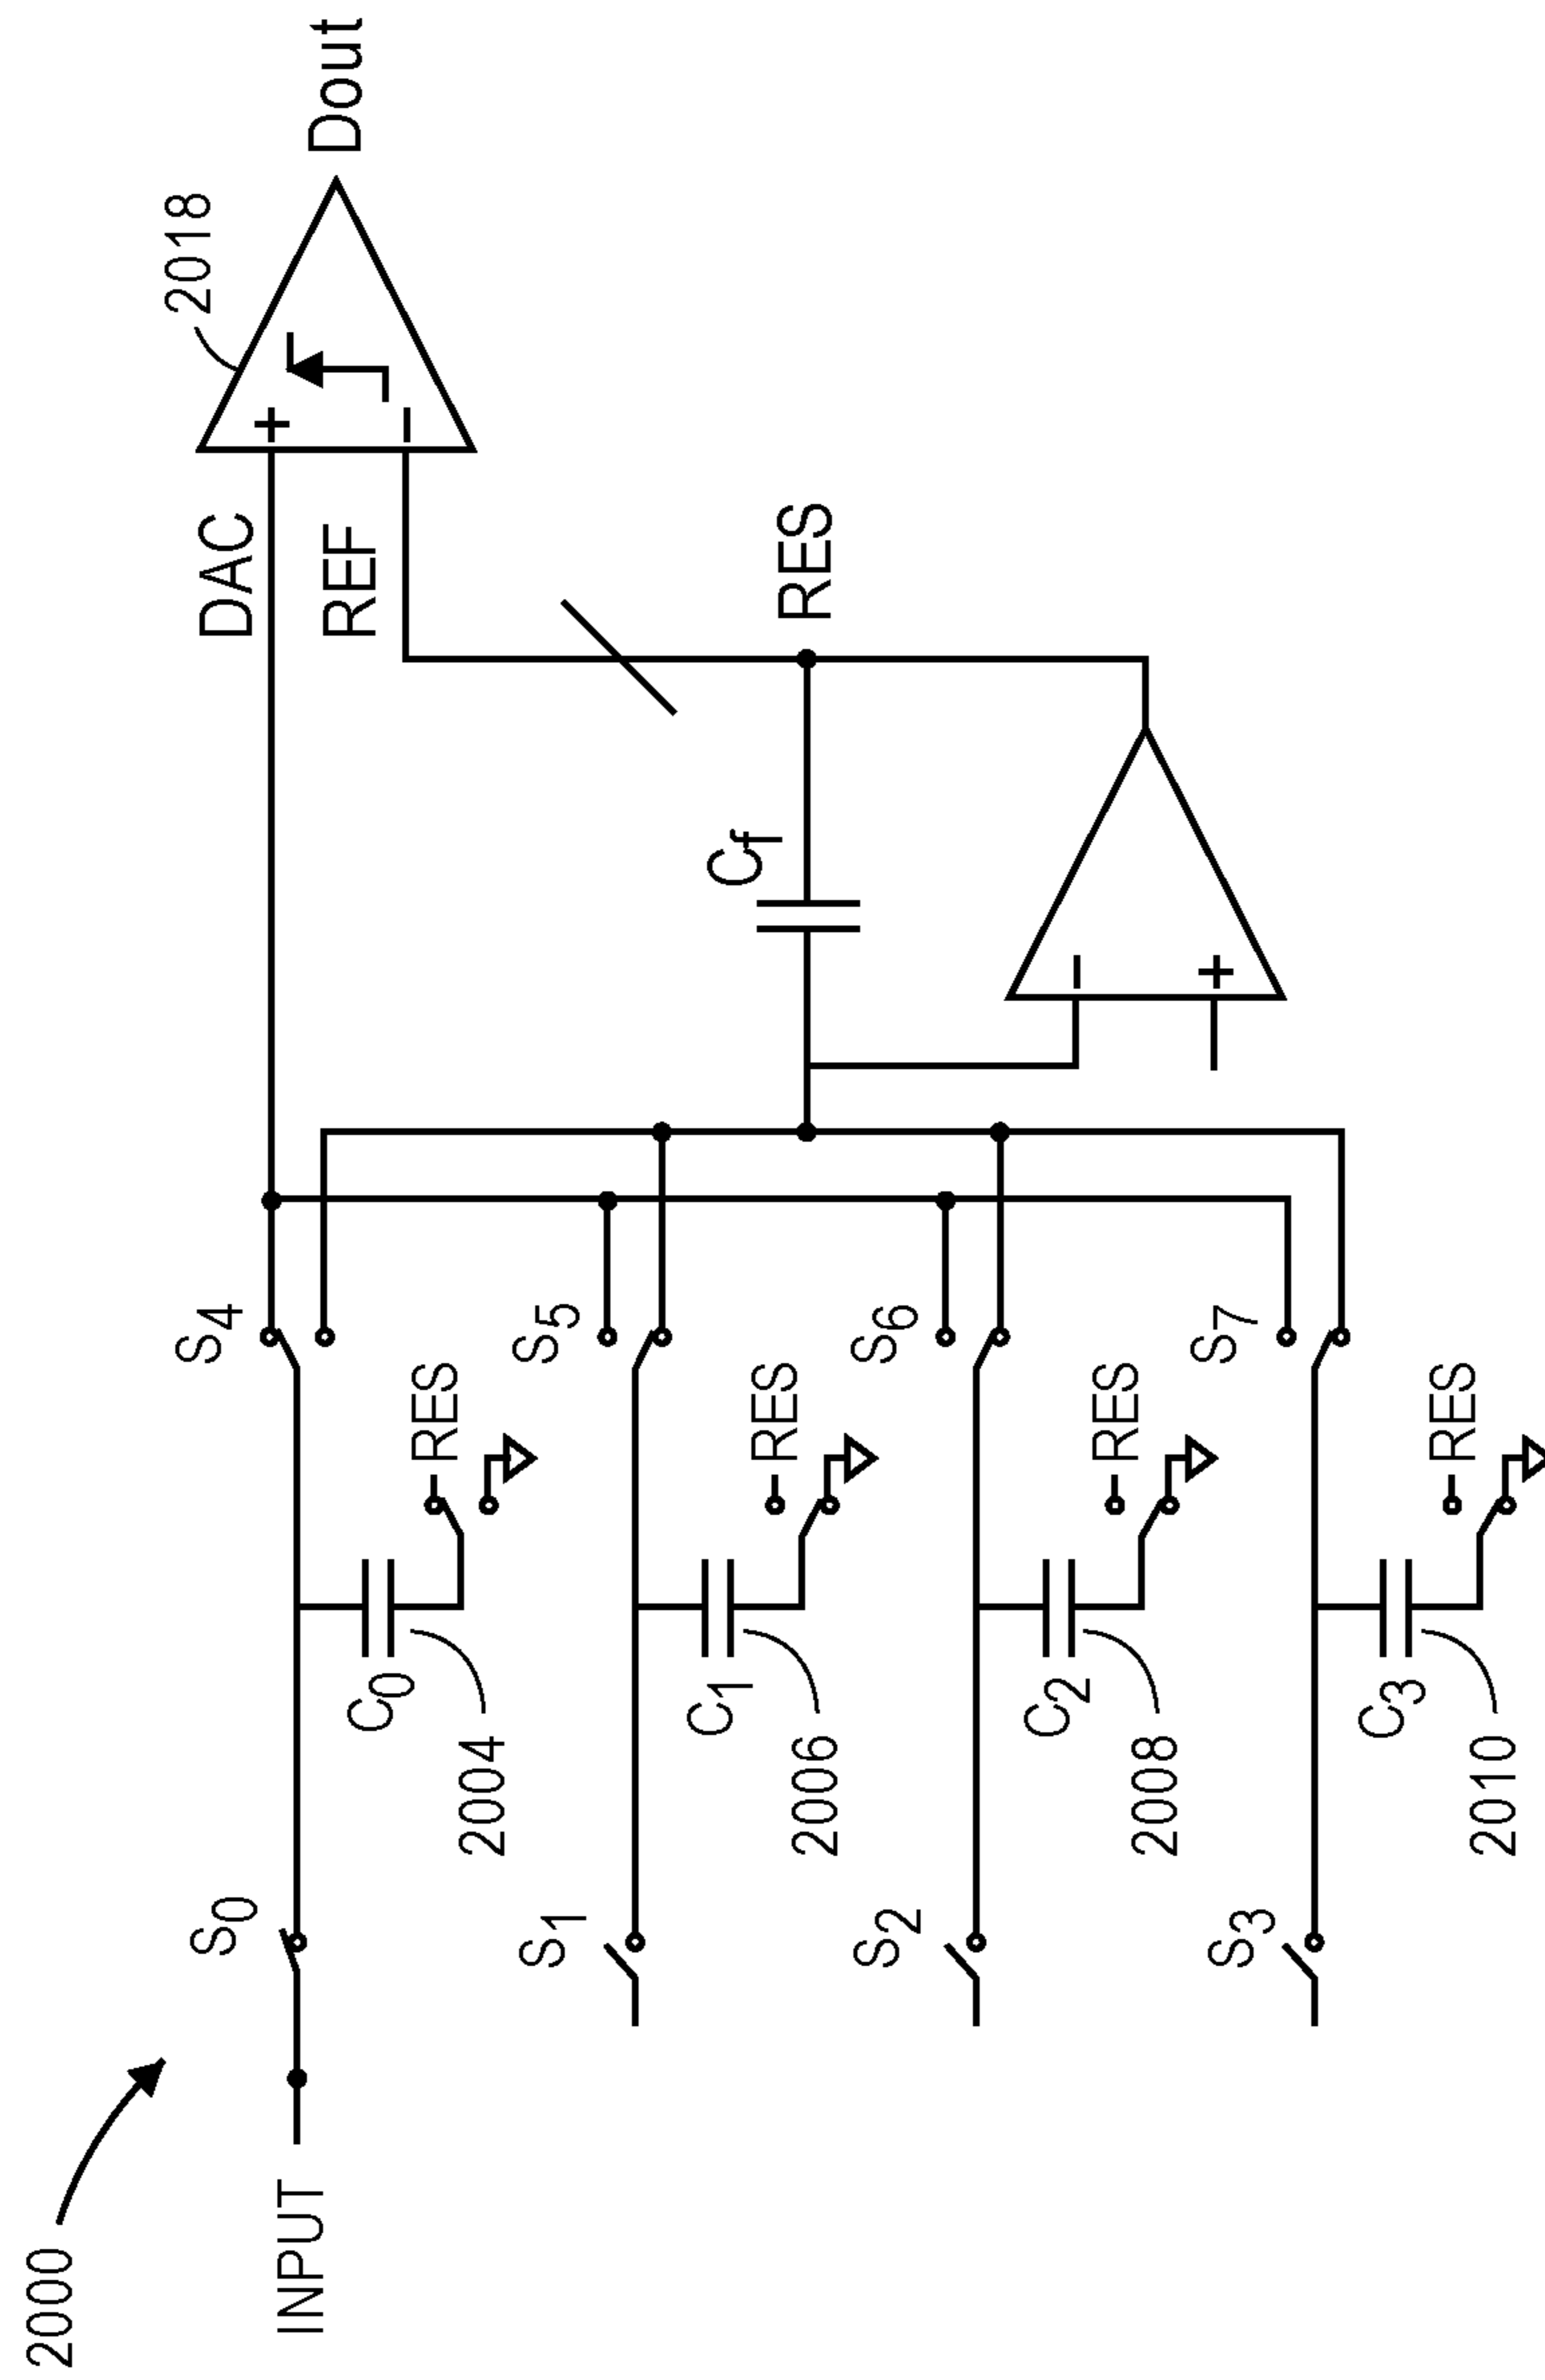 2000
INPUT
S0
S1
S2
S3
C0
2004
C1
2006
C2
2008
C3
2010
RES
RES
RES
RES
S4
S5
S6
S7
Cf
−
+
RES
DAC
REF
+
−
2018
Dout